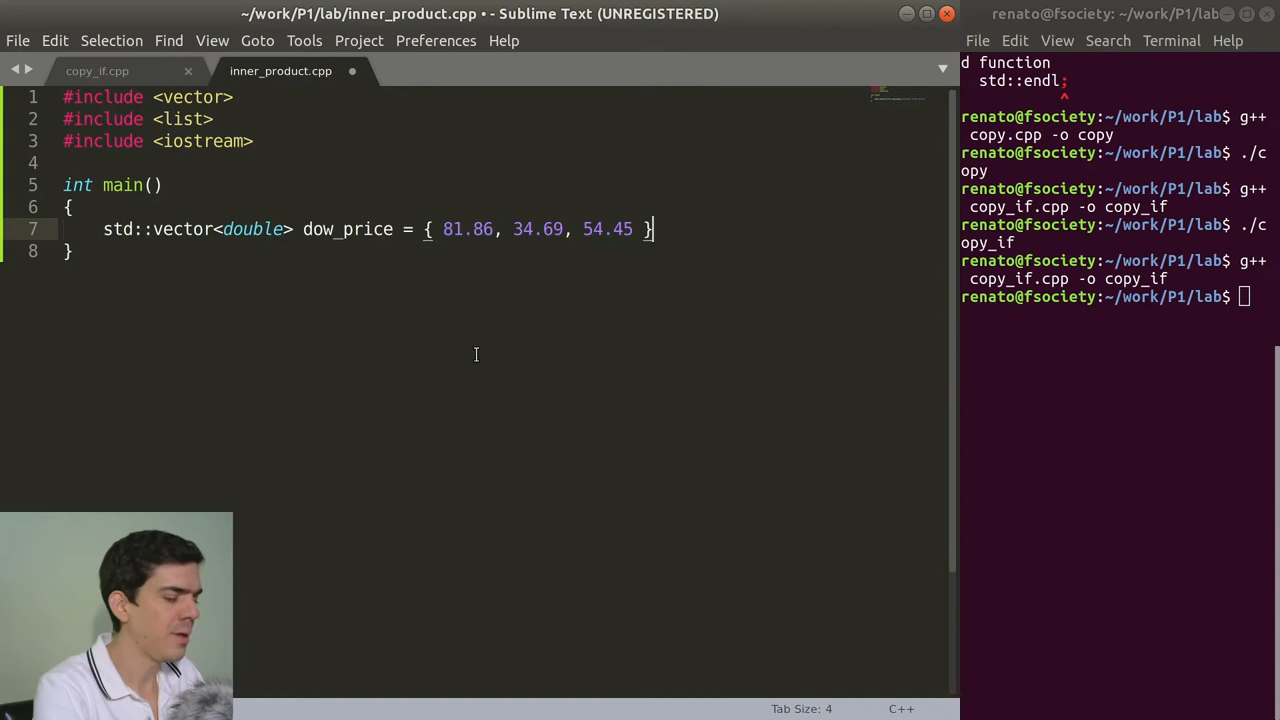 ~/work/P1/lab/inner_product.cpp • - Sublime Text (UNREGISTERED)
File Edit Selection Find View Goto Tools Project Preferences Help
copy_if.cpp × inner_product.cpp
1 #include <vector>
2 #include <list>
3 #include <iostream>
4
5 int main()
6 {
7 std::vector<double> dow_price = { 81.86, 34.69, 54.45 }
8 }
Tab Size: 4 C++
renato@fsociety: ~/work/P1/lab
File Edit View Search Terminal Help
d function
std::endl;
^
renato@fsociety:~/work/P1/lab$ g++
copy.cpp -o copy
renato@fsociety:~/work/P1/lab$ ./c
opy
renato@fsociety:~/work/P1/lab$ g++
copy_if.cpp -o copy_if
renato@fsociety:~/work/P1/lab$ ./c
opy_if
renato@fsociety:~/work/P1/lab$ g++
copy_if.cpp -o copy_if
renato@fsociety:~/work/P1/lab$